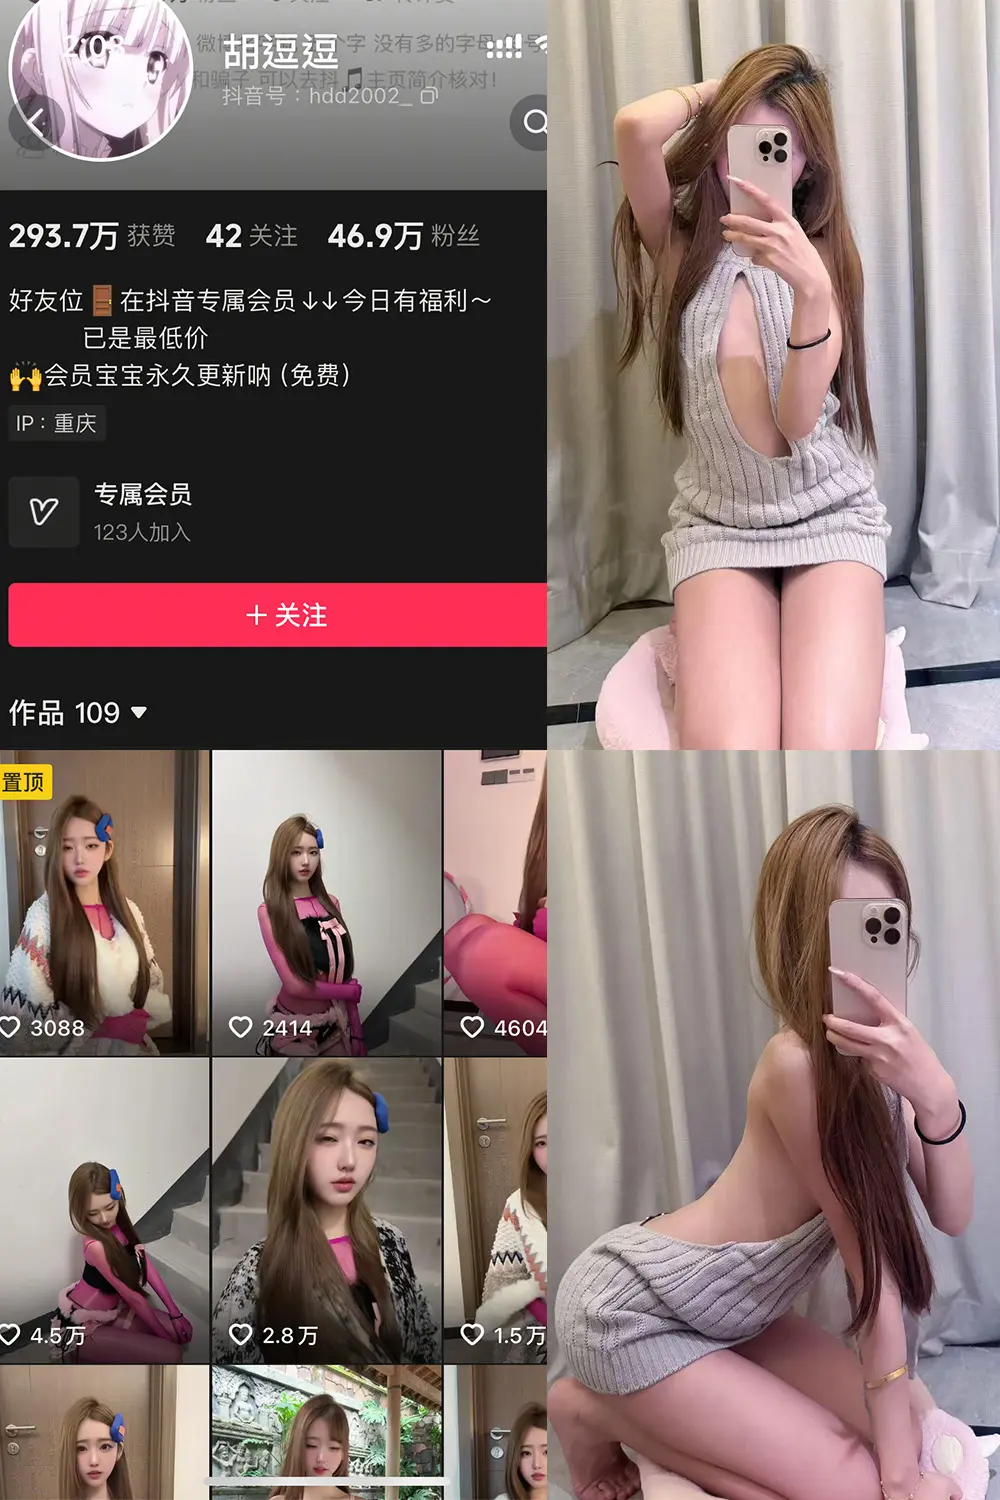 2:08
微博
个字 没有多的字母
胡逗逗
和骗子 可以去抖🎵主页简介核对!
抖音号：hdd2002_
293.7万 获赞 42 关注 46.9万 粉丝
好友位🚪在抖音专属会员↓↓今日有福利～
已是最低价
🙌会员宝宝永久更新呐 (免费)
IP：重庆
专属会员
123人加入
+ 关注
作品 109
置顶
3088 2414 4604
4.5万 2.8万 1.5万